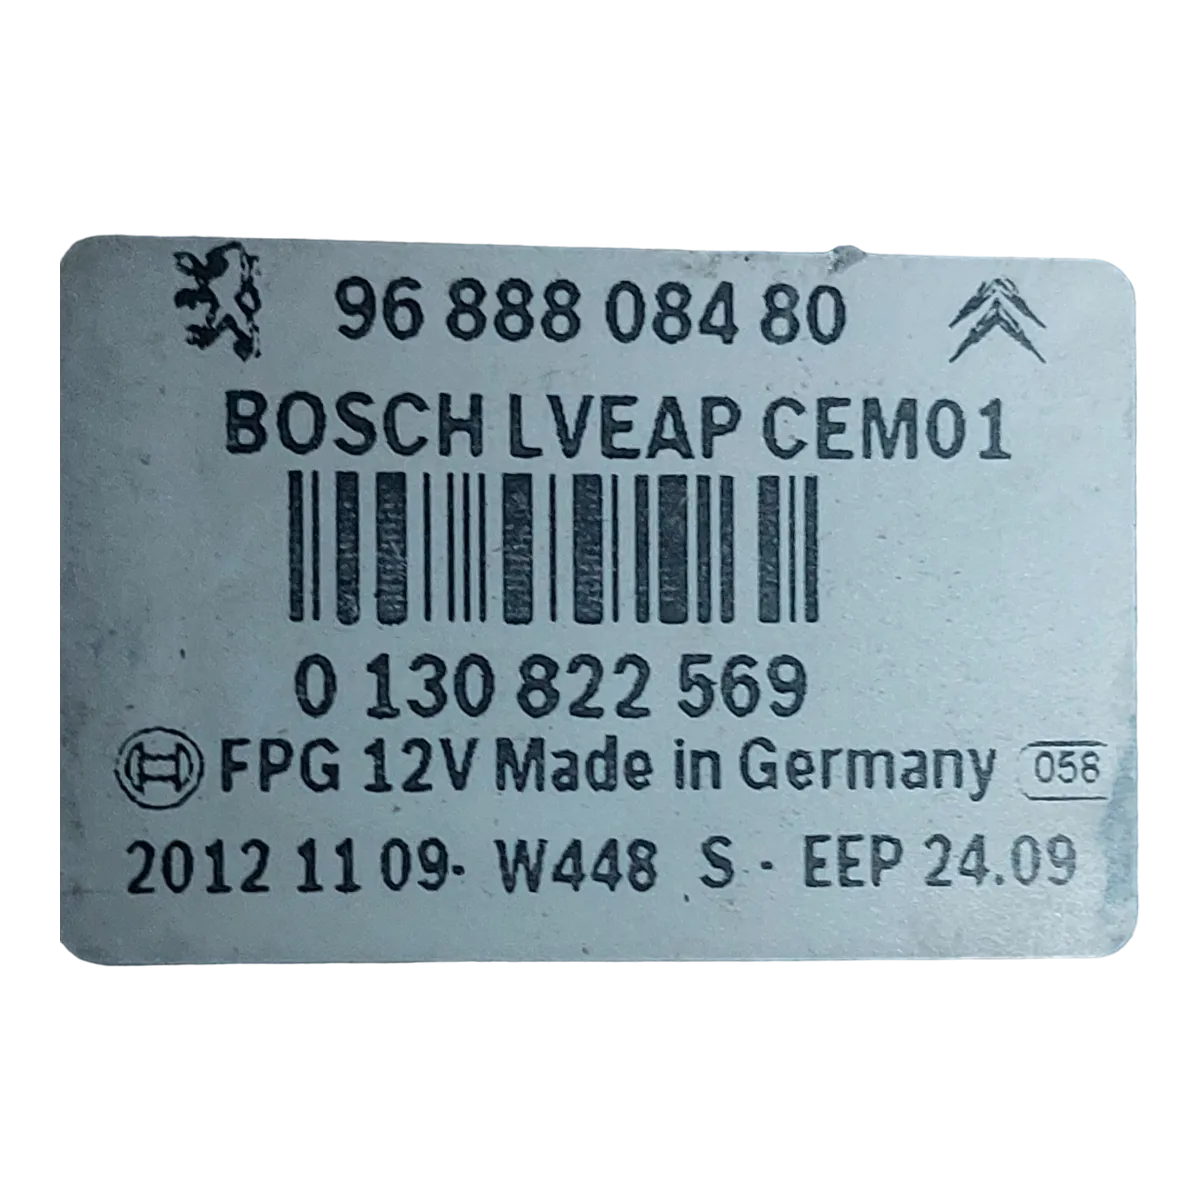 96 888 084 80
BOSCH LVEAP CEM01
0 130 822 569
FPG 12V Made in Germany 058
2012 11 09. W448 S . EEP 24.09